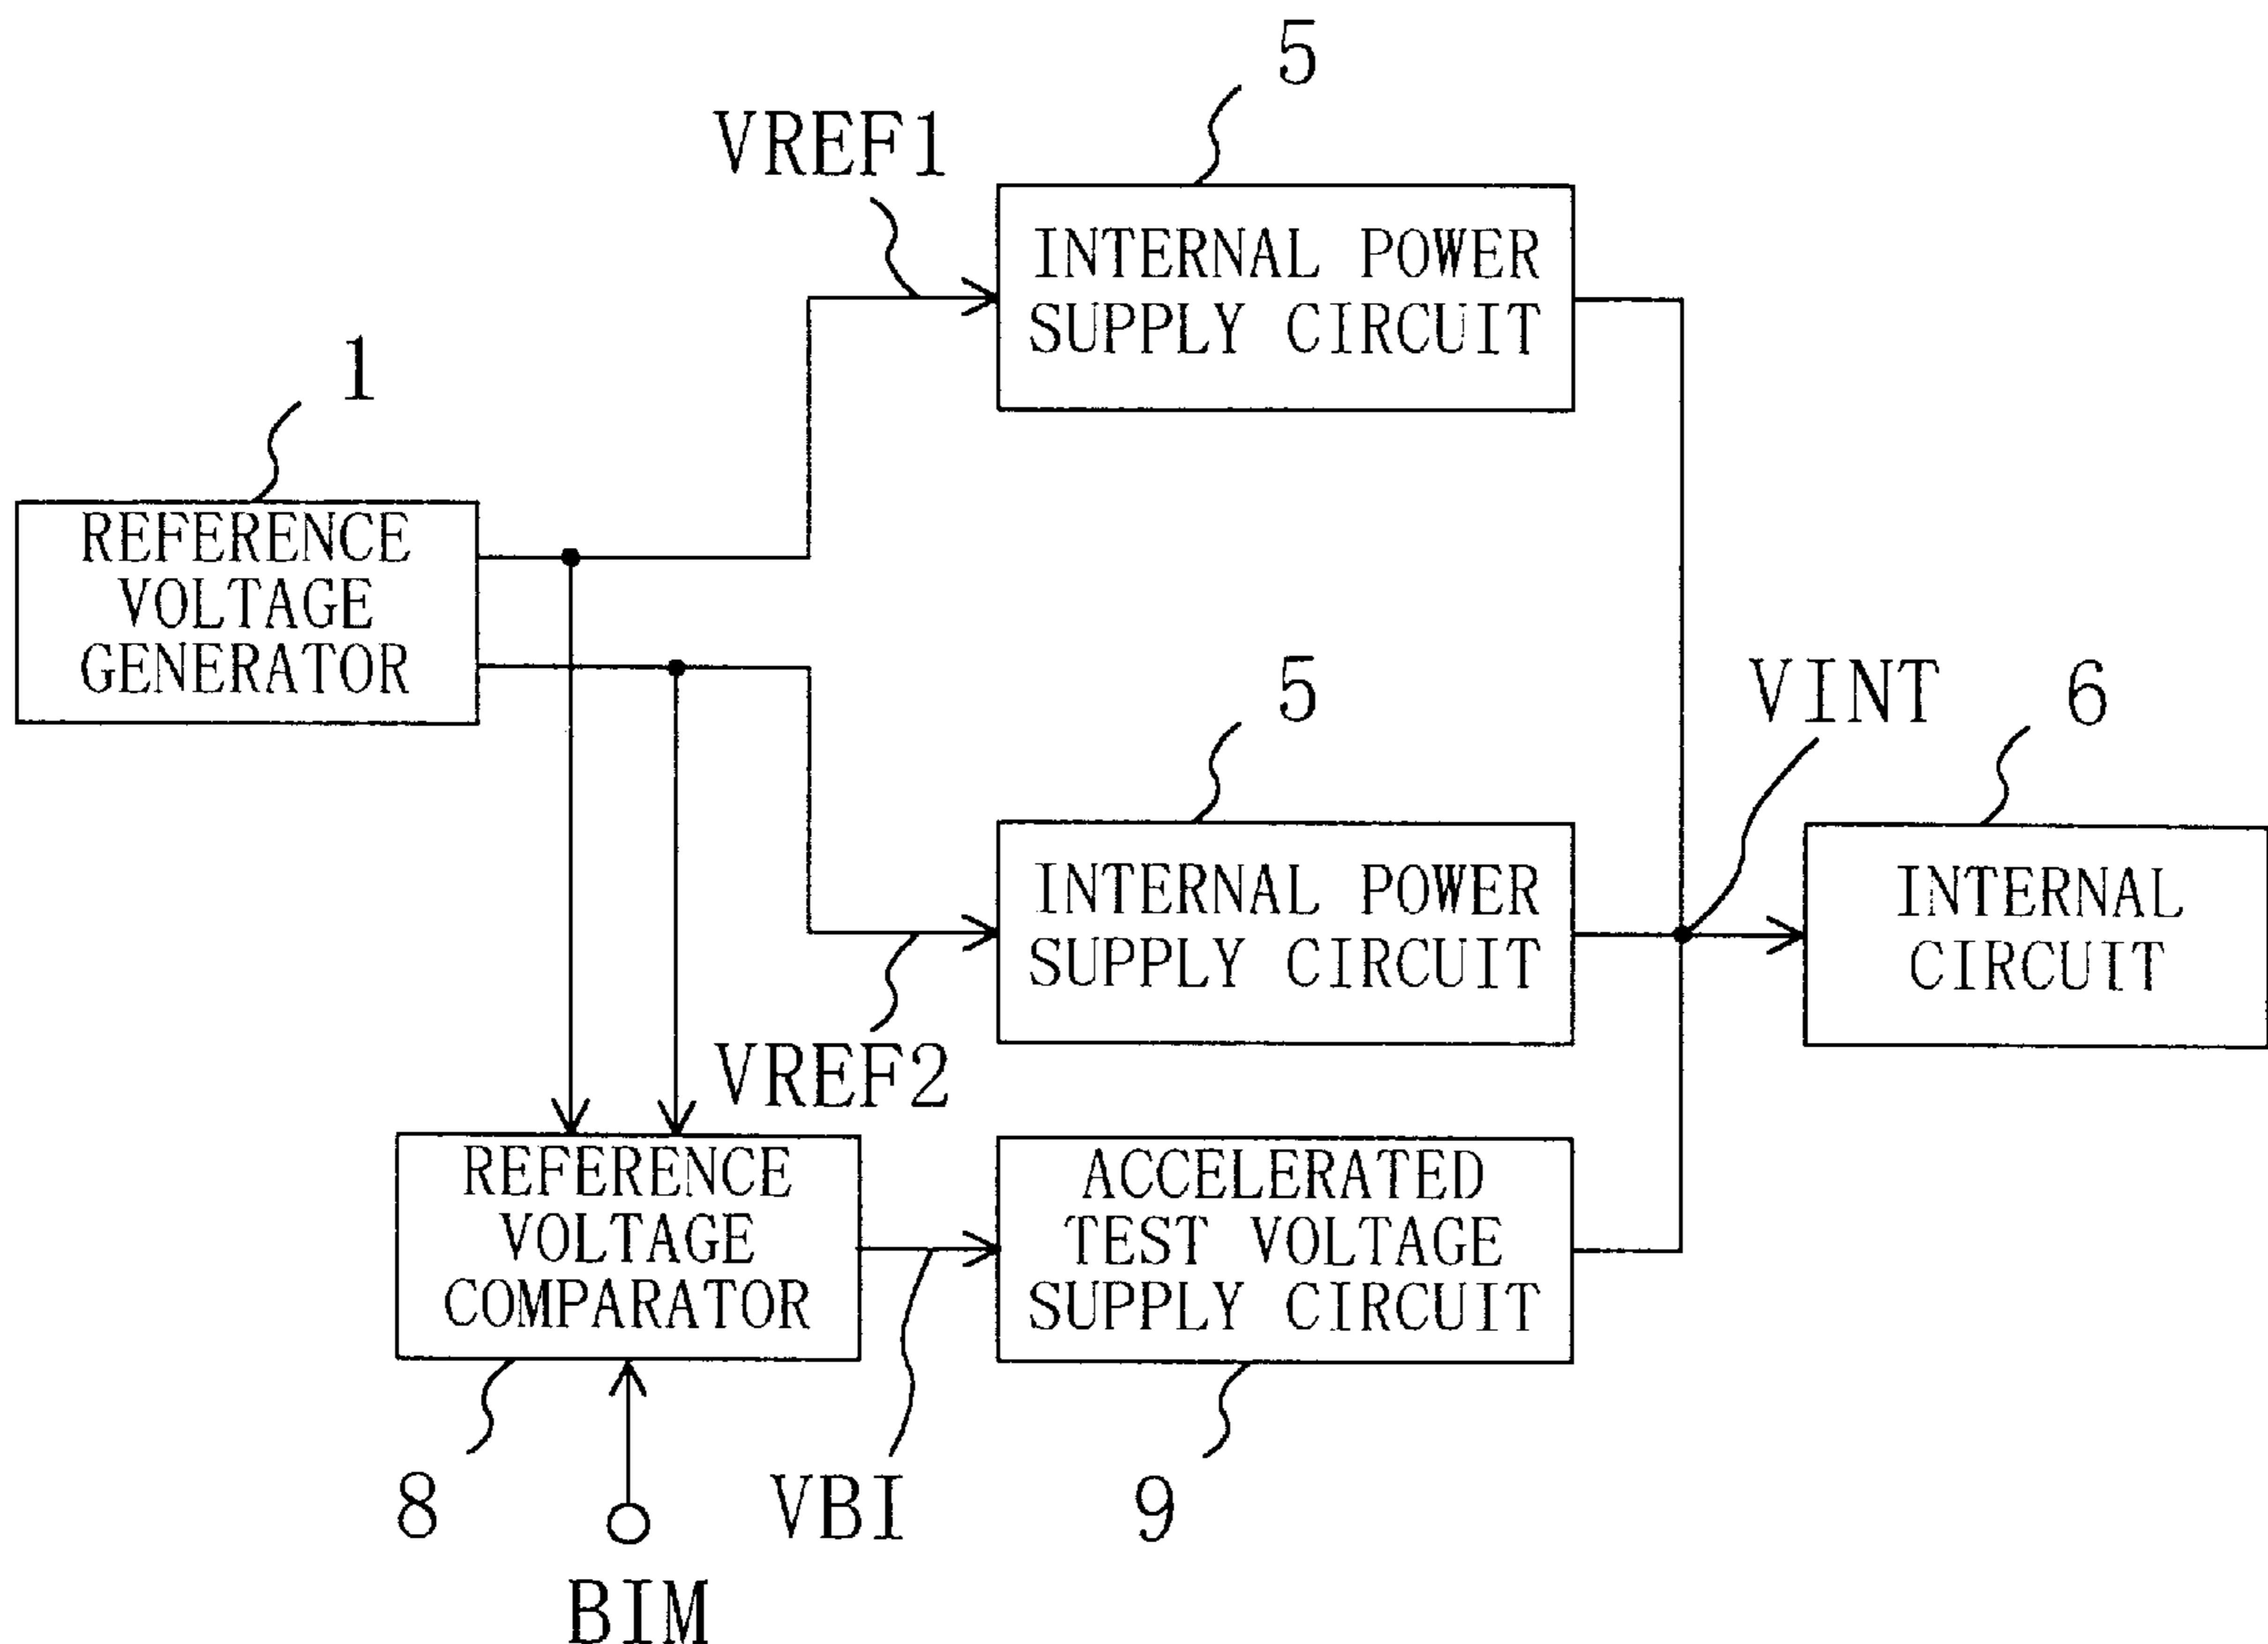 5
VREF1
INTERNAL POWER
SUPPLY CIRCUIT
1
REFERENCE
VOLTAGE
GENERATOR
5
VINT
6
INTERNAL POWER
SUPPLY CIRCUIT
INTERNAL
CIRCUIT
VREF2
REFERENCE
VOLTAGE
COMPARATOR
ACCELERATED
TEST VOLTAGE
SUPPLY CIRCUIT
8
VBI
9
BIM